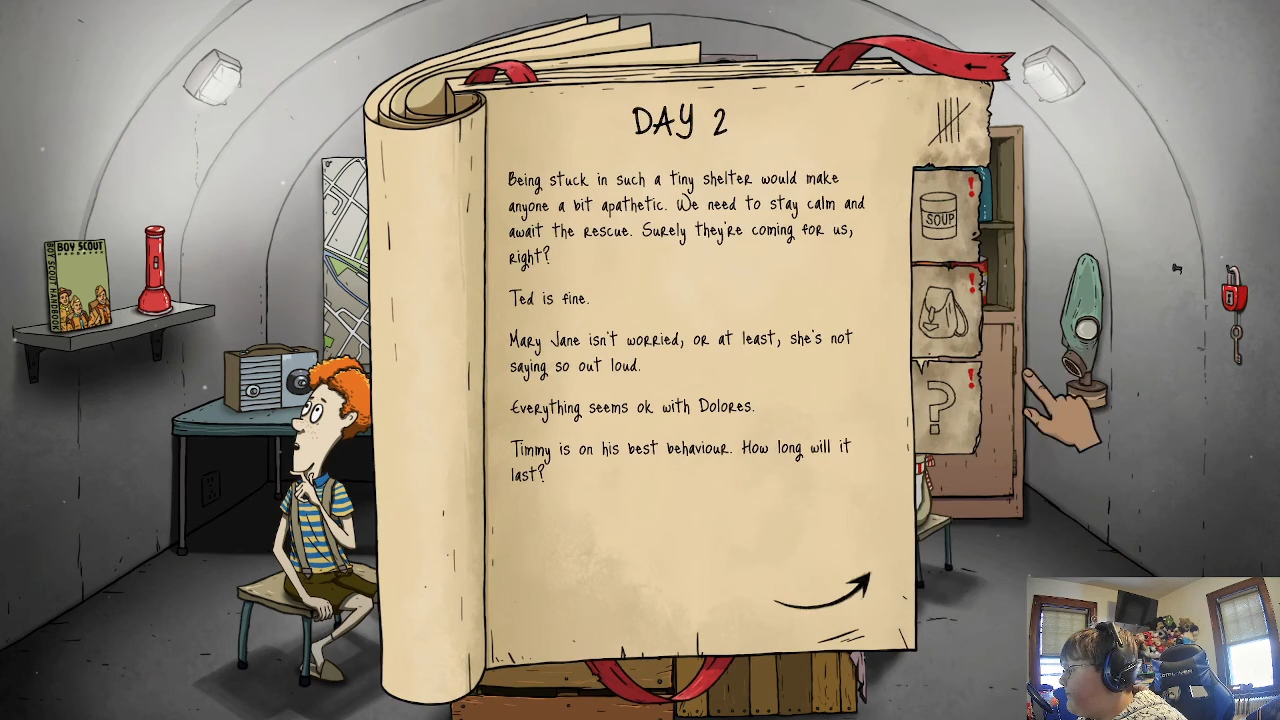 DAY 2
Being stuck in such a tiny shelter would make
anyone a bit apathetic. We need to stay calm and
await the rescue. Surely they're coming for us,
right?
Ted is fine.
Mary Jane isn't worried, or at least, she's not
saying so out loud.
Everything seems ok with Dolores.
Timmy is on his best behaviour. How long will it
last?
!
SOUP
!
!
?
BOY SCOUT
BOY SCOUT HANDBOOK